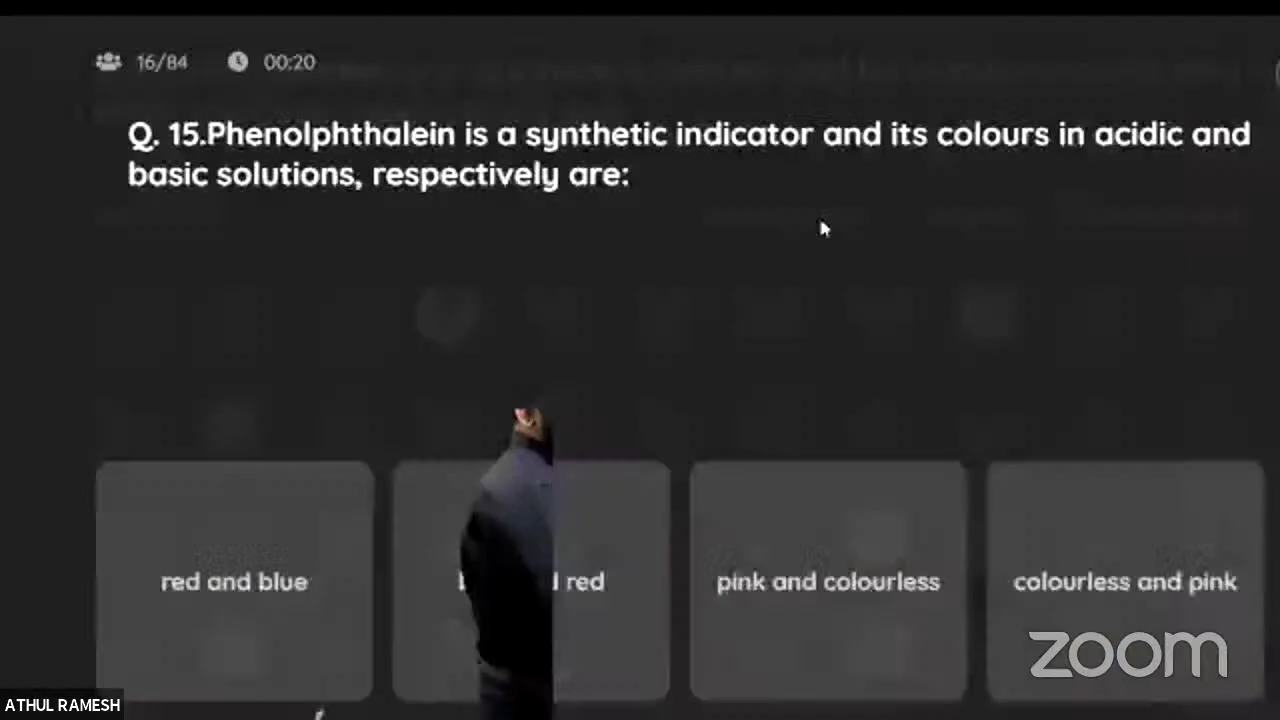 16/84 00:20
Q. 15.Phenolphthalein is a synthetic indicator and its colours in acidic and
basic solutions, respectively are:
red and blue
red
pink and colourless
colourless and pink
zoom
ATHUL RAMESH